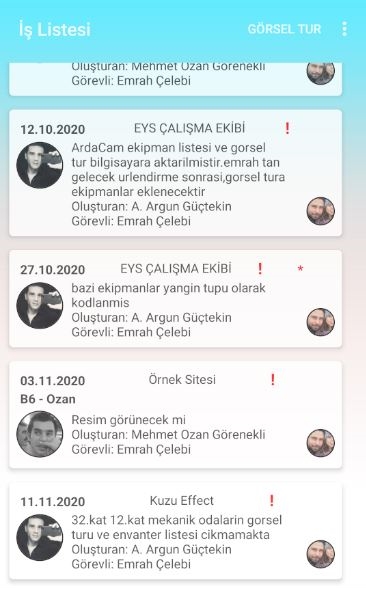 İş Listesi
GÖRSEL TUR
Oluşturan: Mehmet Ozan Görenekli
Görevli: Emrah Çelebi
12.10.2020
EYS ÇALIŞMA EKİBİ
!
ArdaCam ekipman listesi ve gorsel
tur bilgisayara aktarilmistir.emrah tan
gelecek urlendirme sonrası,gorsel tura
ekipmanlar eklenecektir
Oluşturan: A. Argun Güçtekin
Görevli: Emrah Çelebi
27.10.2020
EYS ÇALIŞMA EKİBİ
!
*
bazi ekipmanlar yangin tupu olarak
kodlanmis
Oluşturan: A. Argun Güçtekin
Görevli: Emrah Çelebi
03.11.2020
Örnek Sitesi
!
B6 - Ozan
Resim görünecek mi
Oluşturan: Mehmet Ozan Görenekli
Görevli: Emrah Çelebi
11.11.2020
Kuzu Effect
!
32.kat 12.kat mekanik odalarin gorsel
turu ve envanter listesi cikmamakta
Oluşturan: A. Argun Güçtekin
Görevli: Emrah Çelebi